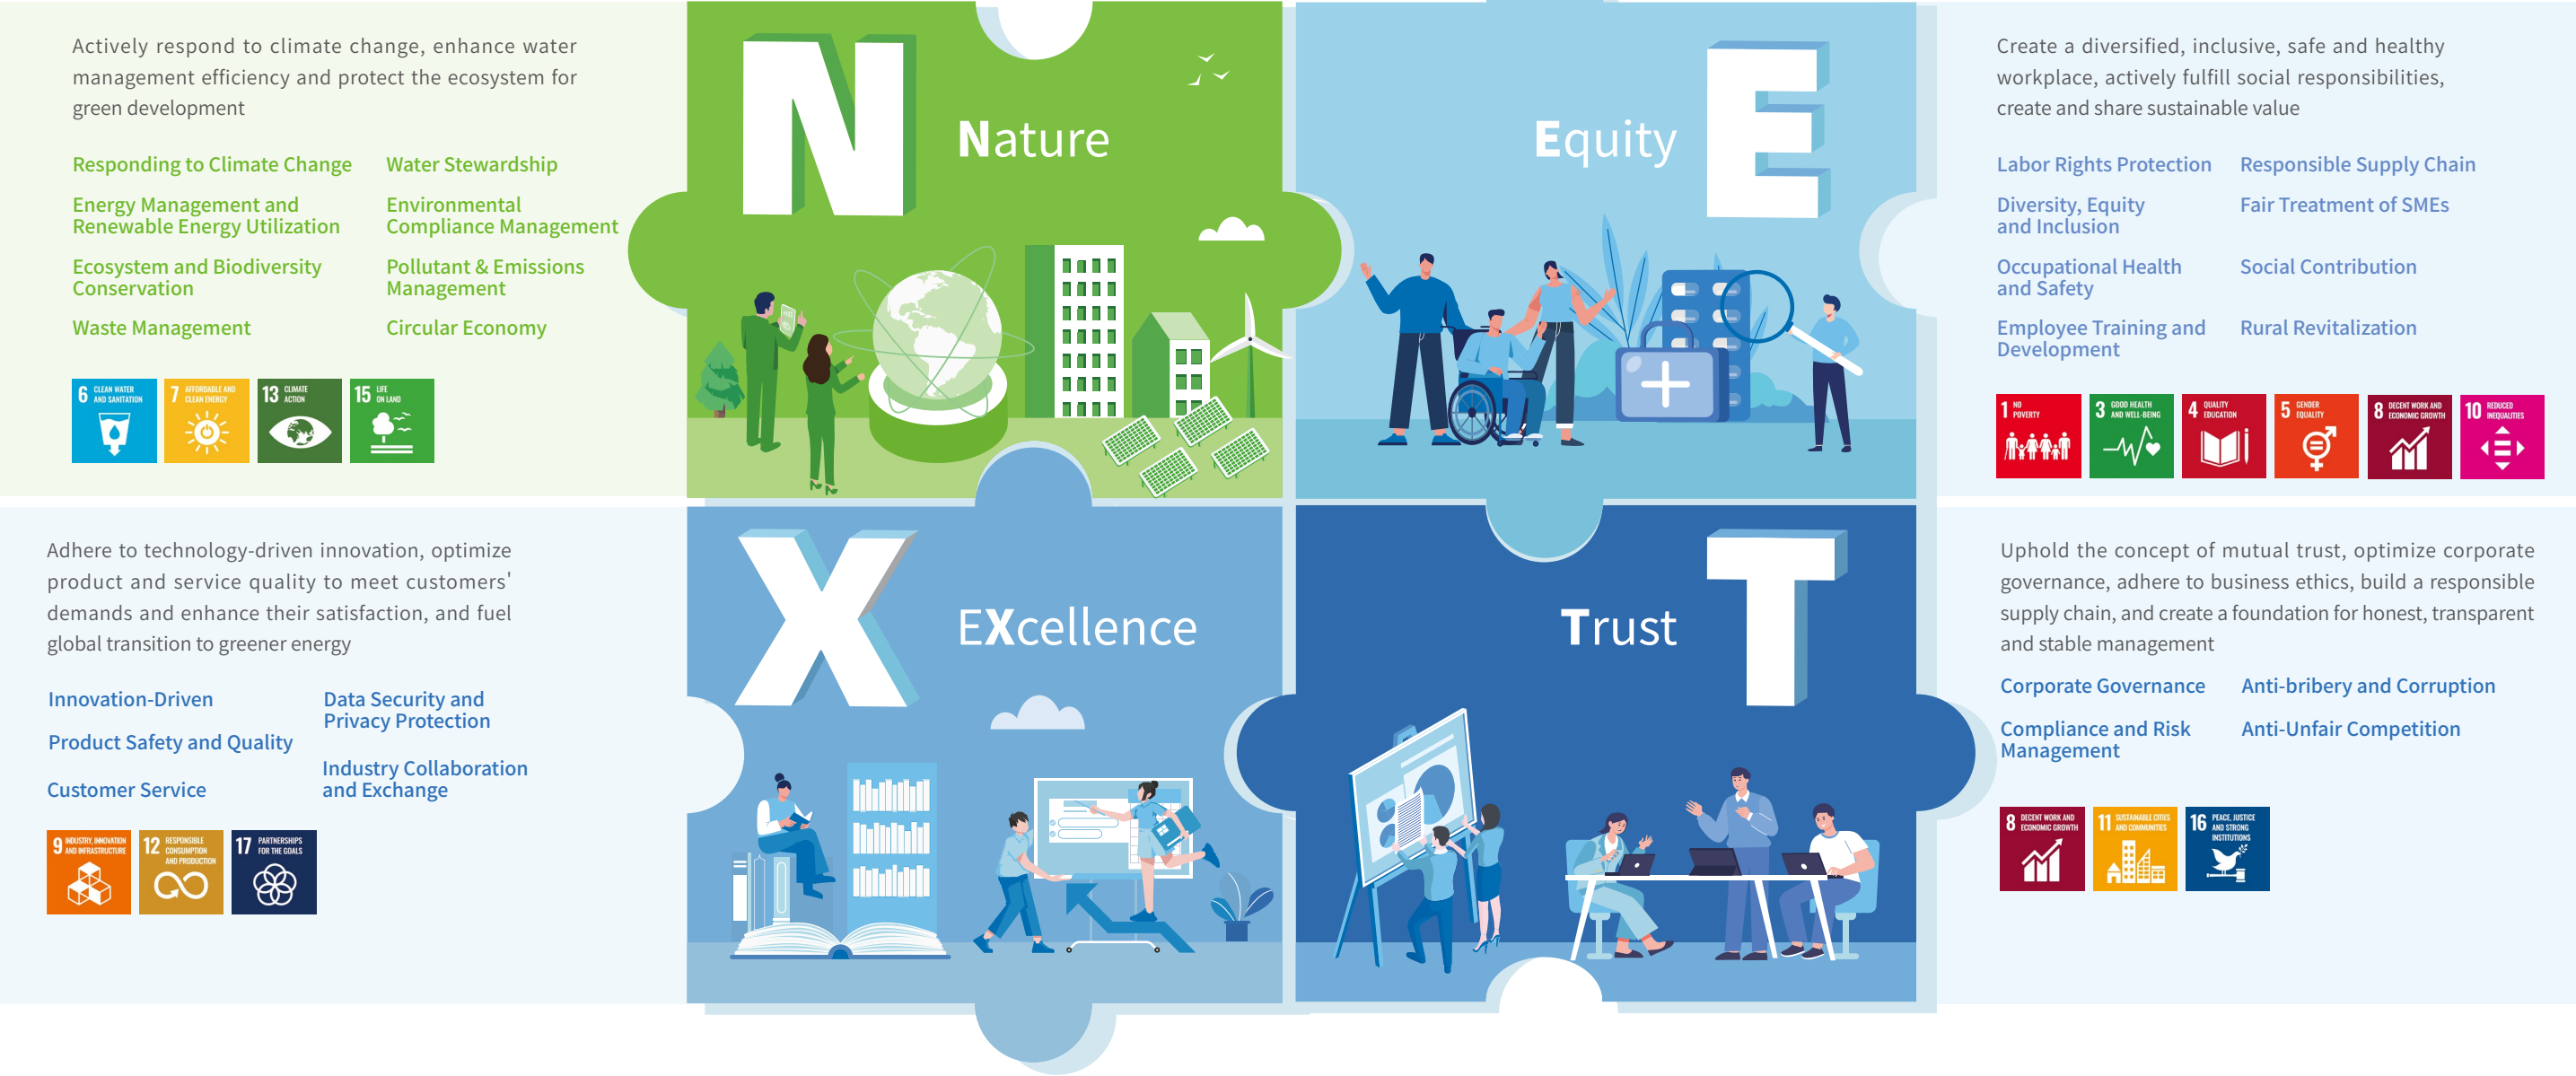 Actively respond to climate change, enhance water
management efficiency and protect the ecosystem for
green development
Responding to Climate Change
Water Stewardship
Energy Management and
Renewable Energy Utilization
Environmental
Compliance Management
Ecosystem and Biodiversity
Conservation
Pollutant & Emissions
Management
Waste Management
Circular Economy
6 CLEAN WATER
AND SANITATION
7 AFFORDABLE AND
CLEAN ENERGY
13 CLIMATE
ACTION
15 LIFE
ON LAND
N
Nature
Equity
E
Create a diversified, inclusive, safe and healthy
workplace, actively fulfill social responsibilities,
create and share sustainable value
Labor Rights Protection
Responsible Supply Chain
Diversity, Equity
and Inclusion
Fair Treatment of SMEs
Occupational Health
and Safety
Social Contribution
Employee Training and
Development
Rural Revitalization
1 NO
POVERTY
3 GOOD HEALTH
AND WELL-BEING
4 QUALITY
EDUCATION
5 GENDER
EQUALITY
8 DECENT WORK AND
ECONOMIC GROWTH
10 REDUCED
INEQUALITIES
Adhere to technology-driven innovation, optimize
product and service quality to meet customers'
demands and enhance their satisfaction, and fuel
global transition to greener energy
Innovation-Driven
Data Security and
Privacy Protection
Product Safety and Quality
Industry Collaboration
and Exchange
Customer Service
9 INDUSTRY, INNOVATION
AND INFRASTRUCTURE
12 RESPONSIBLE
CONSUMPTION
AND PRODUCTION
17 PARTNERSHIPS
FOR THE GOALS
X
EXcellence
Trust
T
Uphold the concept of mutual trust, optimize corporate
governance, adhere to business ethics, build a responsible
supply chain, and create a foundation for honest, transparent
and stable management
Corporate Governance
Anti-bribery and Corruption
Compliance and Risk
Management
Anti-Unfair Competition
8 DECENT WORK AND
ECONOMIC GROWTH
11 SUSTAINABLE CITIES
AND COMMUNITIES
16 PEACE, JUSTICE
AND STRONG
INSTITUTIONS